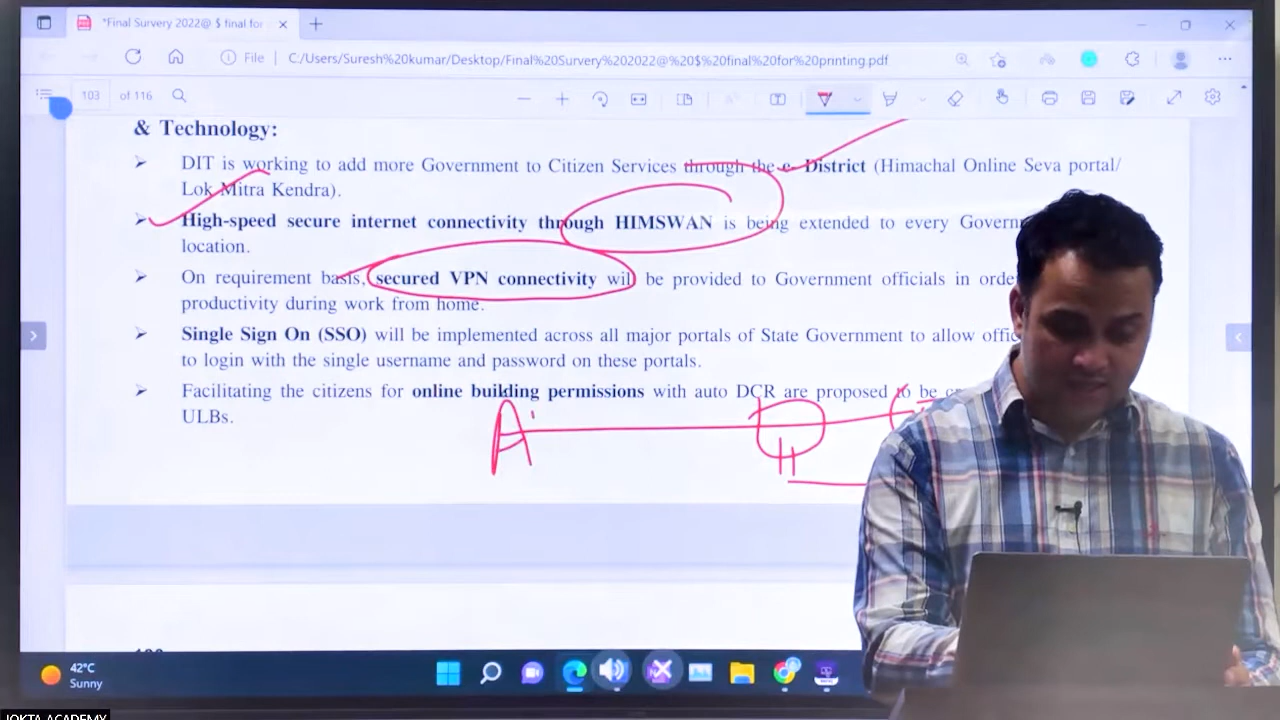 *Final Survery 2022@ $ final for
File
C:/Users/Suresh%20kumar/Desktop/Final%20Survery%202022@%20$%20final%20for%20printing.pdf
103 of 116
& Technology:
DIT is working to add more Government to Citizen Services through the e- District (Himachal Online Seva portal/
Lok Mitra Kendra).
High-speed secure internet connectivity through HIMSWAN is being extended to every Govern
location.
On requirement basis, secured VPN connectivity will be provided to Government officials in orde
productivity during work from home.
Single Sign On (SSO) will be implemented across all major portals of State Government to allow offic
to login with the single username and password on these portals.
Facilitating the citizens for online building permissions with auto DCR are proposed to be
ULBs.
A
42°C
Sunny
JOKTA ACADEMY